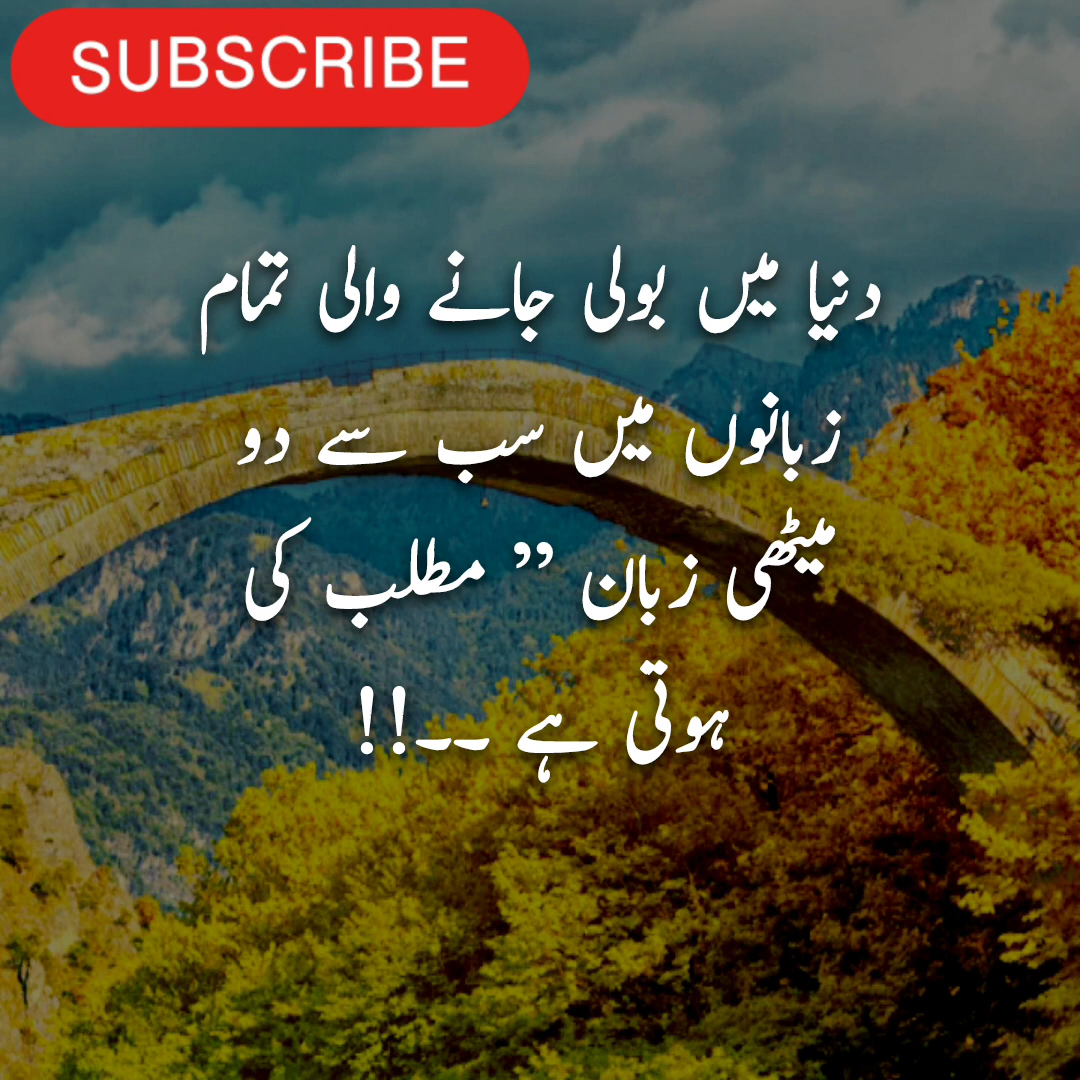 SUBSCRIBE
دنیا میں بولی جانے والی تمام
زبانوں میں سب سے دو
میٹھی زبان ,, مطلب کی
ہوتی ہے ۔۔!!